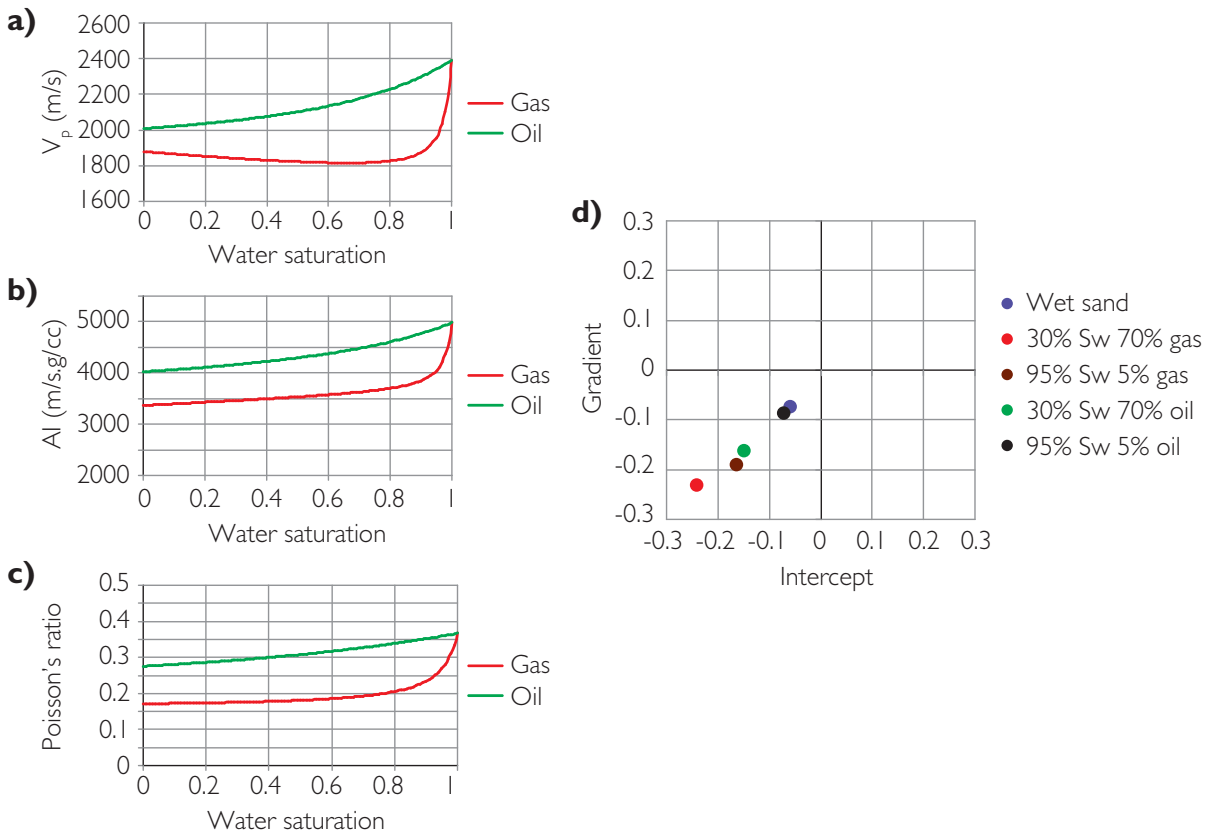 a)
2600
2400
2200
2000
1800
1600
V_p (m/s)
0 0.2 0.4 0.6 0.8 1
Water saturation
Gas
Oil
b)
5000
4000
3000
2000
AI (m/s.g/cc)
0 0.2 0.4 0.6 0.8 1
Water saturation
Gas
Oil
c)
0.5
0.4
0.3
0.2
0.1
0
Poisson's ratio
0 0.2 0.4 0.6 0.8 1
Water saturation
Gas
Oil
d)
0.3
0.2
0.1
0
-0.1
-0.2
-0.3
Gradient
-0.3 -0.2 -0.1 0 0.1 0.2 0.3
Intercept
Wet sand
30% Sw 70% gas
95% Sw 5% gas
30% Sw 70% oil
95% Sw 5% oil